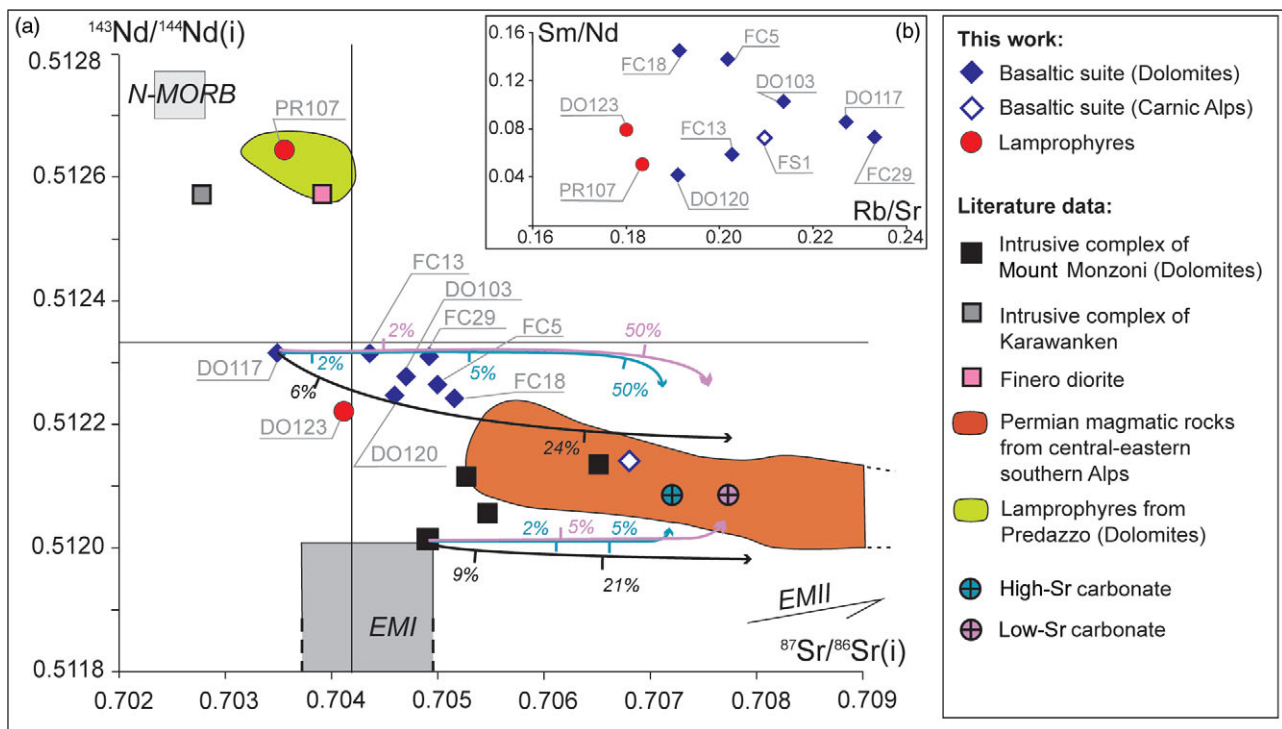 (a)
¹⁴³Nd/¹⁴⁴Nd(i)
0.5128
0.5126
0.5124
0.5122
0.5120
0.5118
0.702
0.703
0.704
0.705
0.706
0.707
0.708
0.709
⁸⁷Sr/⁸⁶Sr(i)
N-MORB
PR107
FC13
DO103
FC29
FC5
DO117
FC18
DO123
DO120
2%
50%
2%
5%
50%
6%
24%
2%
5%
5%
9%
21%
EMI
EMII
(b)
Sm/Nd
0.16
0.12
0.08
0.04
0.16
0.18
0.20
0.22
0.24
Rb/Sr
FC18
FC5
DO103
DO117
DO123
FC13
FS1
FC29
PR107
DO120
This work:
Basaltic suite (Dolomites)
Basaltic suite (Carnic Alps)
Lamprophyres
Literature data:
Intrusive complex of
Mount Monzoni (Dolomites)
Intrusive complex of
Karawanken
Finero diorite
Permian magmatic rocks
from central-eastern
southern Alps
Lamprophyres from
Predazzo (Dolomites)
High-Sr carbonate
Low-Sr carbonate